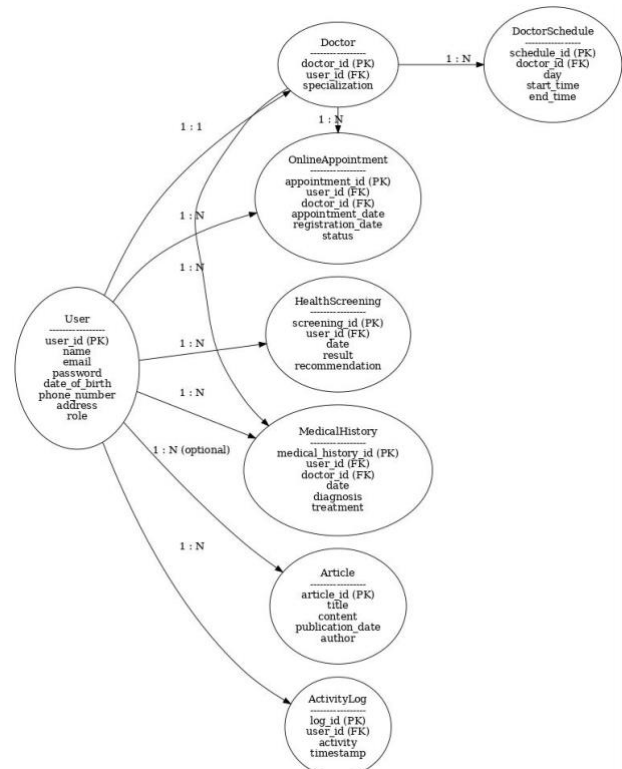 Doctor
-----------------
doctor_id (PK)
user_id (FK)
specialization
DoctorSchedule
-----------------
schedule_id (PK)
doctor_id (FK)
day
start_time
end_time
1 : N
1 : 1
1 : N
OnlineAppointment
-----------------
appointment_id (PK)
user_id (FK)
doctor_id (FK)
appointment_date
registration_date
status
1 : N
1 : N
User
-----------------
user_id (PK)
name
email
password
date_of_birth
phone_number
address
role
HealthScreening
-----------------
screening_id (PK)
user_id (FK)
date
result
recommendation
1 : N
1 : N
MedicalHistory
-----------------
medical_history_id (PK)
user_id (FK)
doctor_id (FK)
date
diagnosis
treatment
1 : N (optional)
1 : N
Article
-----------------
article_id (PK)
title
content
publication_date
author
ActivityLog
-----------------
log_id (PK)
user_id (FK)
activity
timestamp